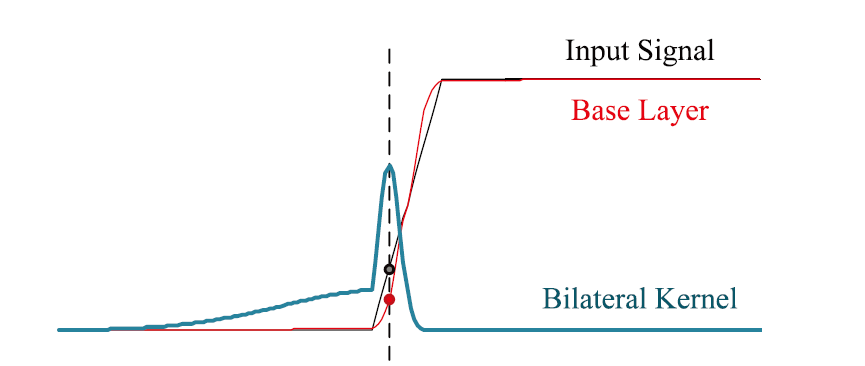 Input Signal
Base Layer
Bilateral Kernel